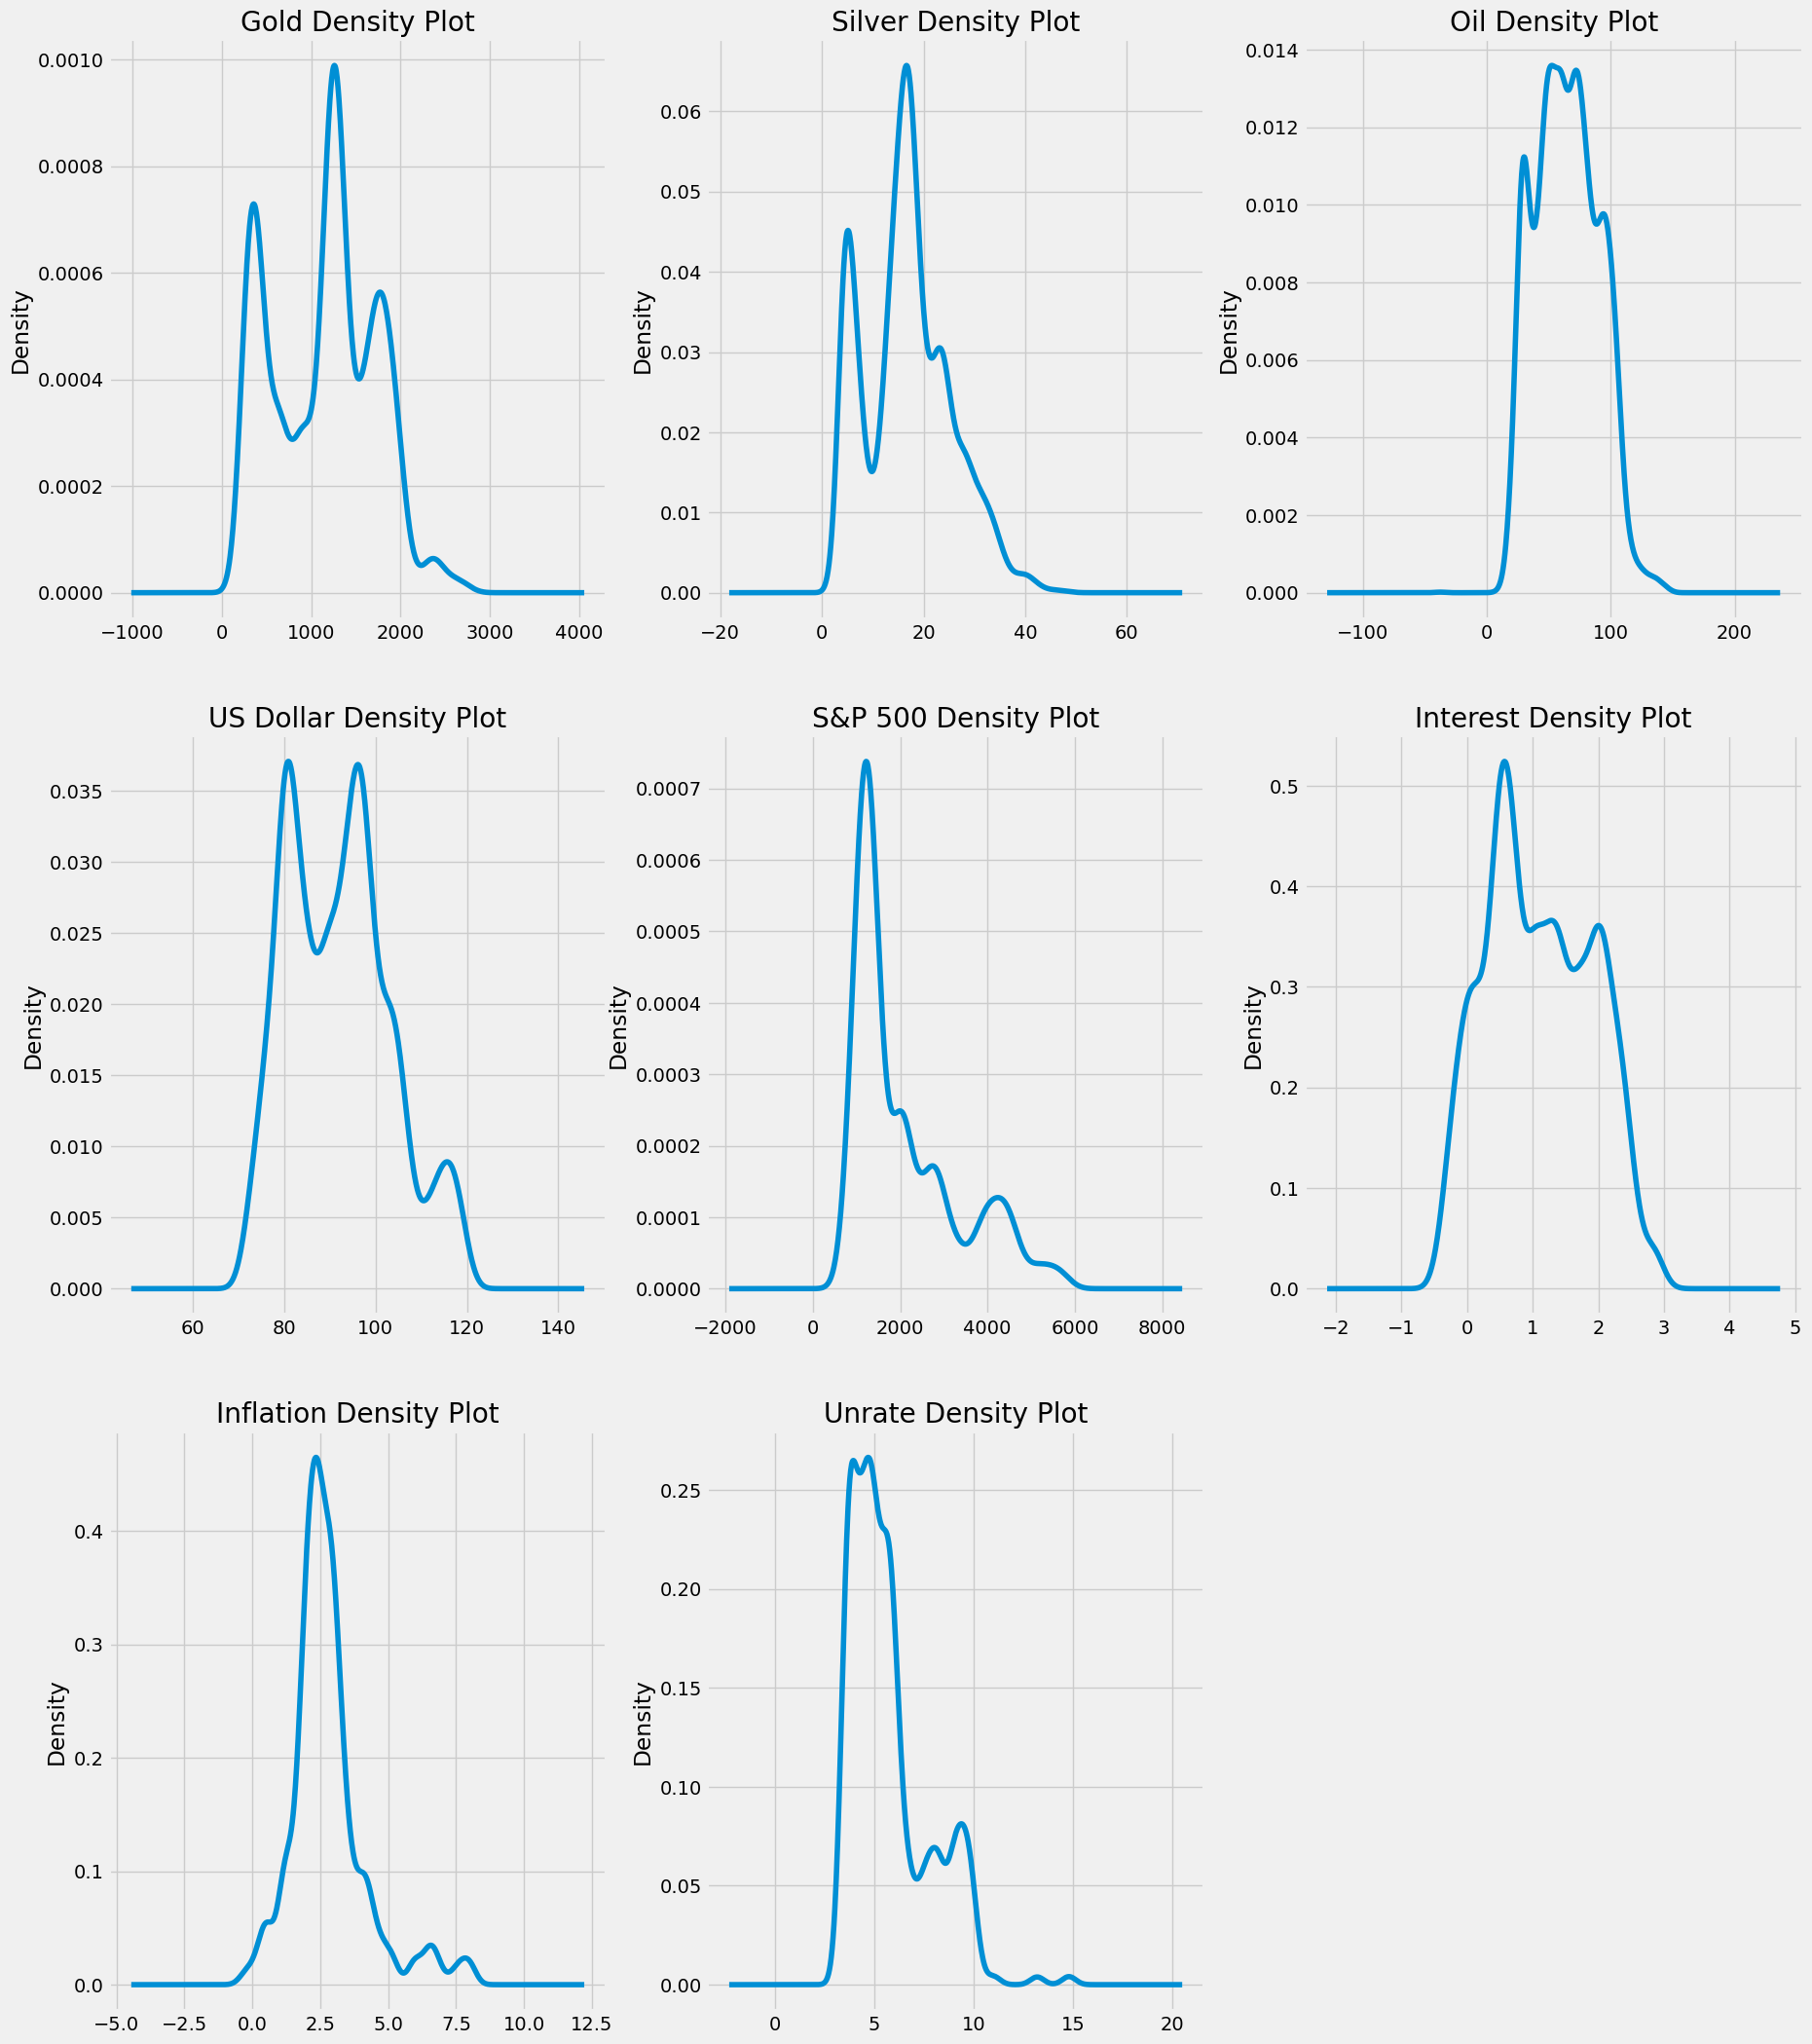 Gold Density Plot
Density
0.0010
0.0008
0.0006
0.0004
0.0002
0.0000
−1000 0 1000 2000 3000 4000
Silver Density Plot
Density
0.06
0.05
0.04
0.03
0.02
0.01
0.00
−20 0 20 40 60
Oil Density Plot
Density
0.014
0.012
0.010
0.008
0.006
0.004
0.002
0.000
−100 0 100 200
US Dollar Density Plot
Density
0.035
0.030
0.025
0.020
0.015
0.010
0.005
0.000
60 80 100 120 140
S&P 500 Density Plot
Density
0.0007
0.0006
0.0005
0.0004
0.0003
0.0002
0.0001
0.0000
−2000 0 2000 4000 6000 8000
Interest Density Plot
Density
0.5
0.4
0.3
0.2
0.1
0.0
−2 −1 0 1 2 3 4 5
Inflation Density Plot
Density
0.4
0.3
0.2
0.1
0.0
−5.0 −2.5 0.0 2.5 5.0 7.5 10.0 12.5
Unrate Density Plot
Density
0.25
0.20
0.15
0.10
0.05
0.00
0 5 10 15 20